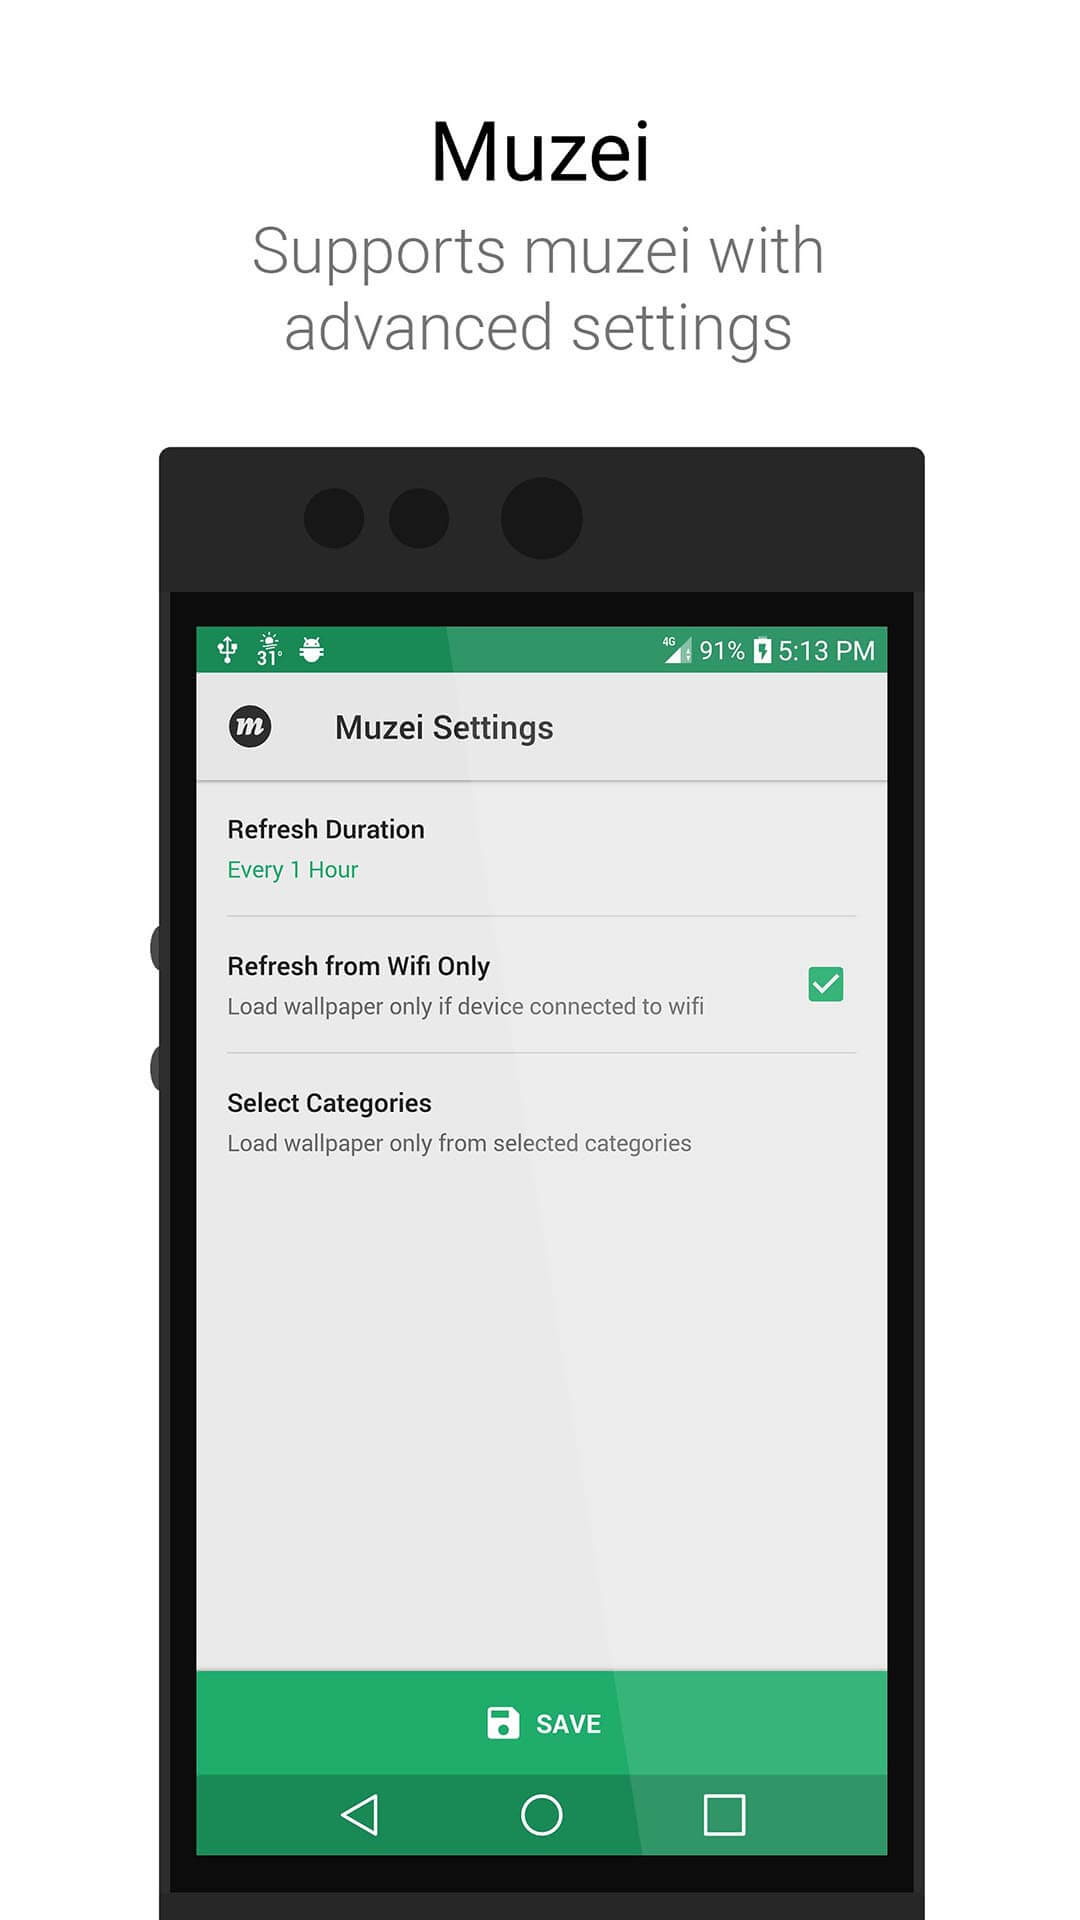 Muzei
Supports muzei with
advanced settings
31° 4G 91% 5:13 PM
m Muzei Settings
Refresh Duration
Every 1 Hour
Refresh from Wifi Only
Load wallpaper only if device connected to wifi
Select Categories
Load wallpaper only from selected categories
SAVE